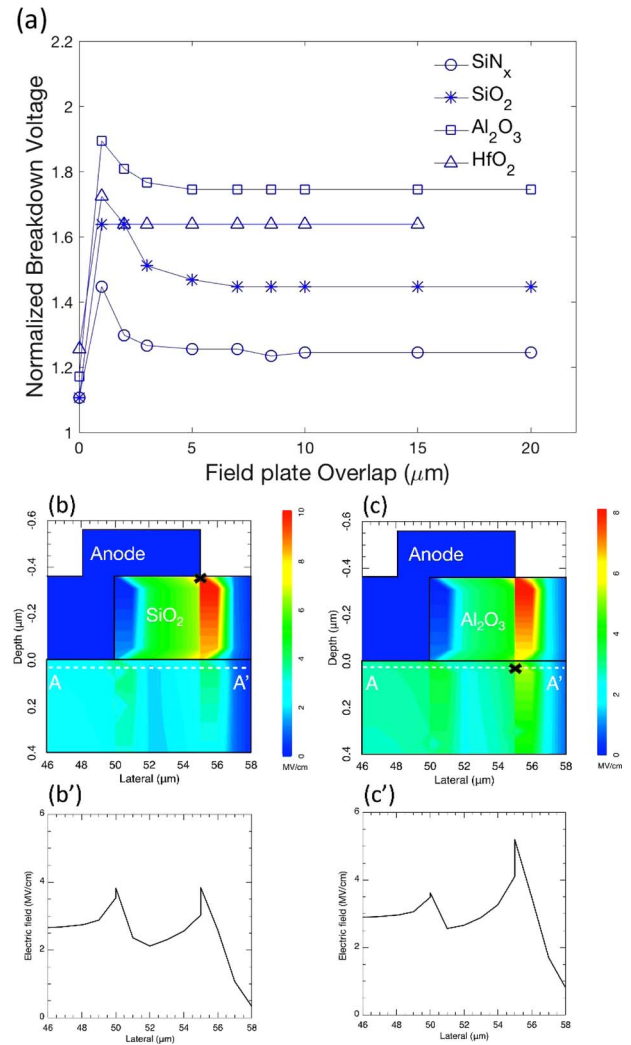 (a)
2.2
2
1.8
1.6
1.4
1.2
1
Normalized Breakdown Voltage
SiNx
SiO2
Al2O3
HfO2
0 5 10 15 20
Field plate Overlap (μm)
(b)
-0.6
-0.4
-0.2
0.0
0.2
0.4
Depth (μm)
Anode
SiO2
A A'
46 48 50 52 54 56 58
Lateral (μm)
10
8
6
4
2
0
MV/cm
(c)
-0.6
-0.4
-0.2
0.0
0.2
0.4
Depth (μm)
Anode
Al2O3
A A'
46 48 50 52 54 56 58
Lateral (μm)
8
6
4
2
0
MV/cm
(b')
6
4
2
0
Electric field (MV/cm)
46 48 50 52 54 56 58
Lateral (μm)
(c')
6
4
2
0
Electric field (MV/cm)
46 48 50 52 54 56 58
Lateral (μm)